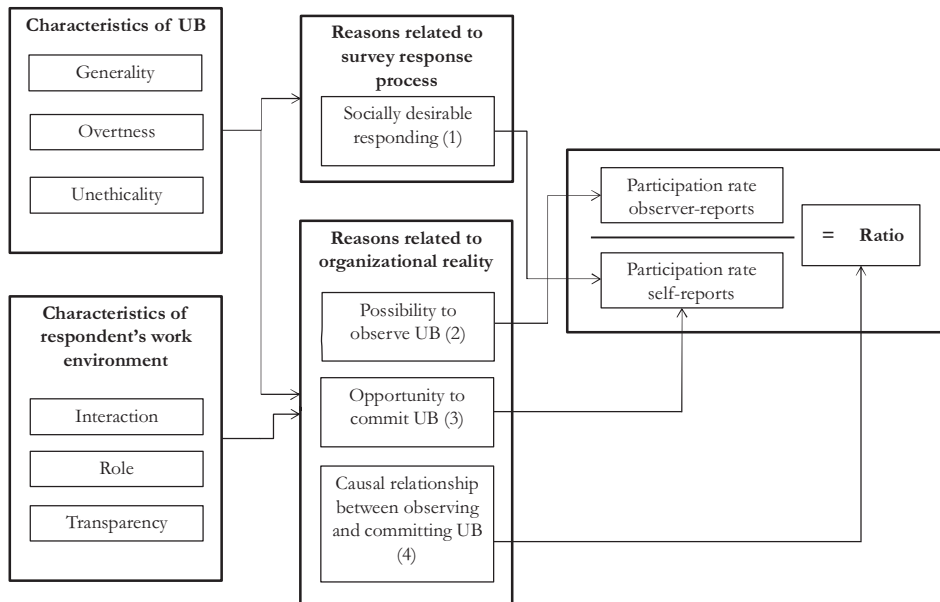 Characteristics of UB
Generality
Overtness
Unethicality
Characteristics of
respondent's work
environment
Interaction
Role
Transparency
Reasons related to
survey response
process
Socially desirable
responding (1)
Reasons related to
organizational reality
Possibility to
observe UB (2)
Opportunity to
commit UB (3)
Causal relationship
between observing
and committing UB
(4)
Participation rate
observer-reports
Participation rate
self-reports
= Ratio